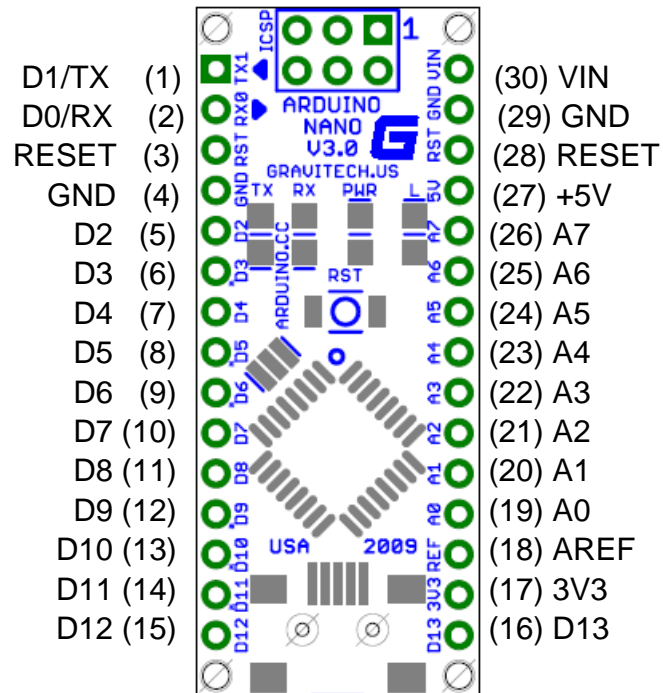 ICSP
1
D1/TX (1) TX1 VIN (30) VIN
D0/RX (2) RX0 ARDUINO GND (29) GND
NANO
RESET (3) RST V3.0 G RST (28) RESET
GRAVITECH.US
GND (4) GND TX RX PWR L 5V (27) +5V
D2 (5) D2 A7 (26) A7
D3 (6) D3 ARDUINO.CC RST A6 (25) A6
D4 (7) D4 A5 (24) A5
D5 (8) D5 A4 (23) A4
D6 (9) D6 A3 (22) A3
D7 (10) D7 A2 (21) A2
D8 (11) D8 A1 (20) A1
D9 (12) D9 A0 (19) A0
D10 (13) D10 USA 2009 REF (18) AREF
D11 (14) D11 3V3 (17) 3V3
D12 (15) D12 D13 (16) D13